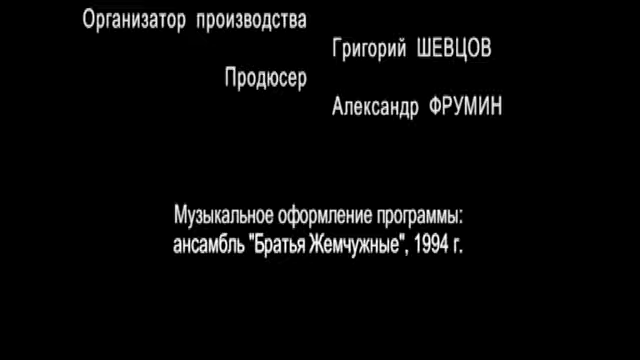 Организатор производства
Григорий ШЕВЦОВ
Продюсер
Александр ФРУМИН
Музыкальное оформление программы:
ансамбль "Братья Жемчужные", 1994 г.